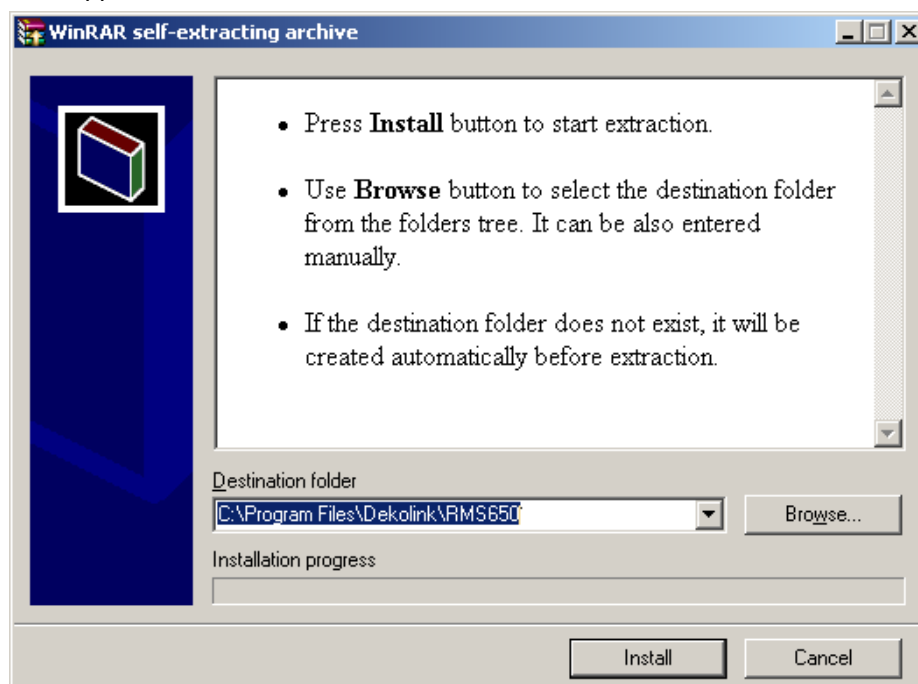 WinRAR self-extracting archive
• Press Install button to start extraction.
• Use Browse button to select the destination folder
from the folders tree. It can be also entered
manually.
• If the destination folder does not exist, it will be
created automatically before extraction.
Destination folder
C:\Program Files\Dekolink\RMS650
Browse...
Installation progress
Install
Cancel